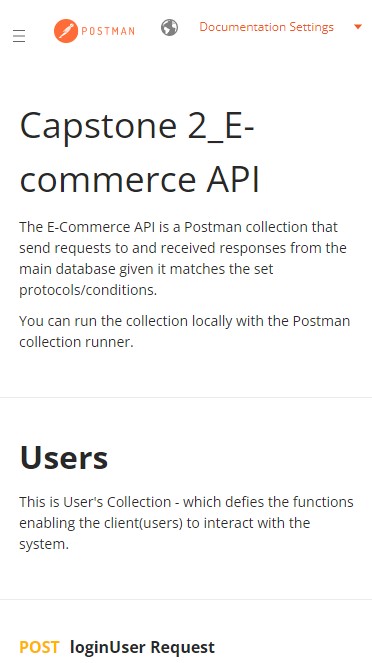 POSTMAN
Documentation Settings
Capstone 2_E-
commerce API
The E-Commerce API is a Postman collection that
send requests to and received responses from the
main database given it matches the set
protocols/conditions.
You can run the collection locally with the Postman
collection runner.
Users
This is User's Collection - which defies the functions
enabling the client(users) to interact with the
system.
POST loginUser Request